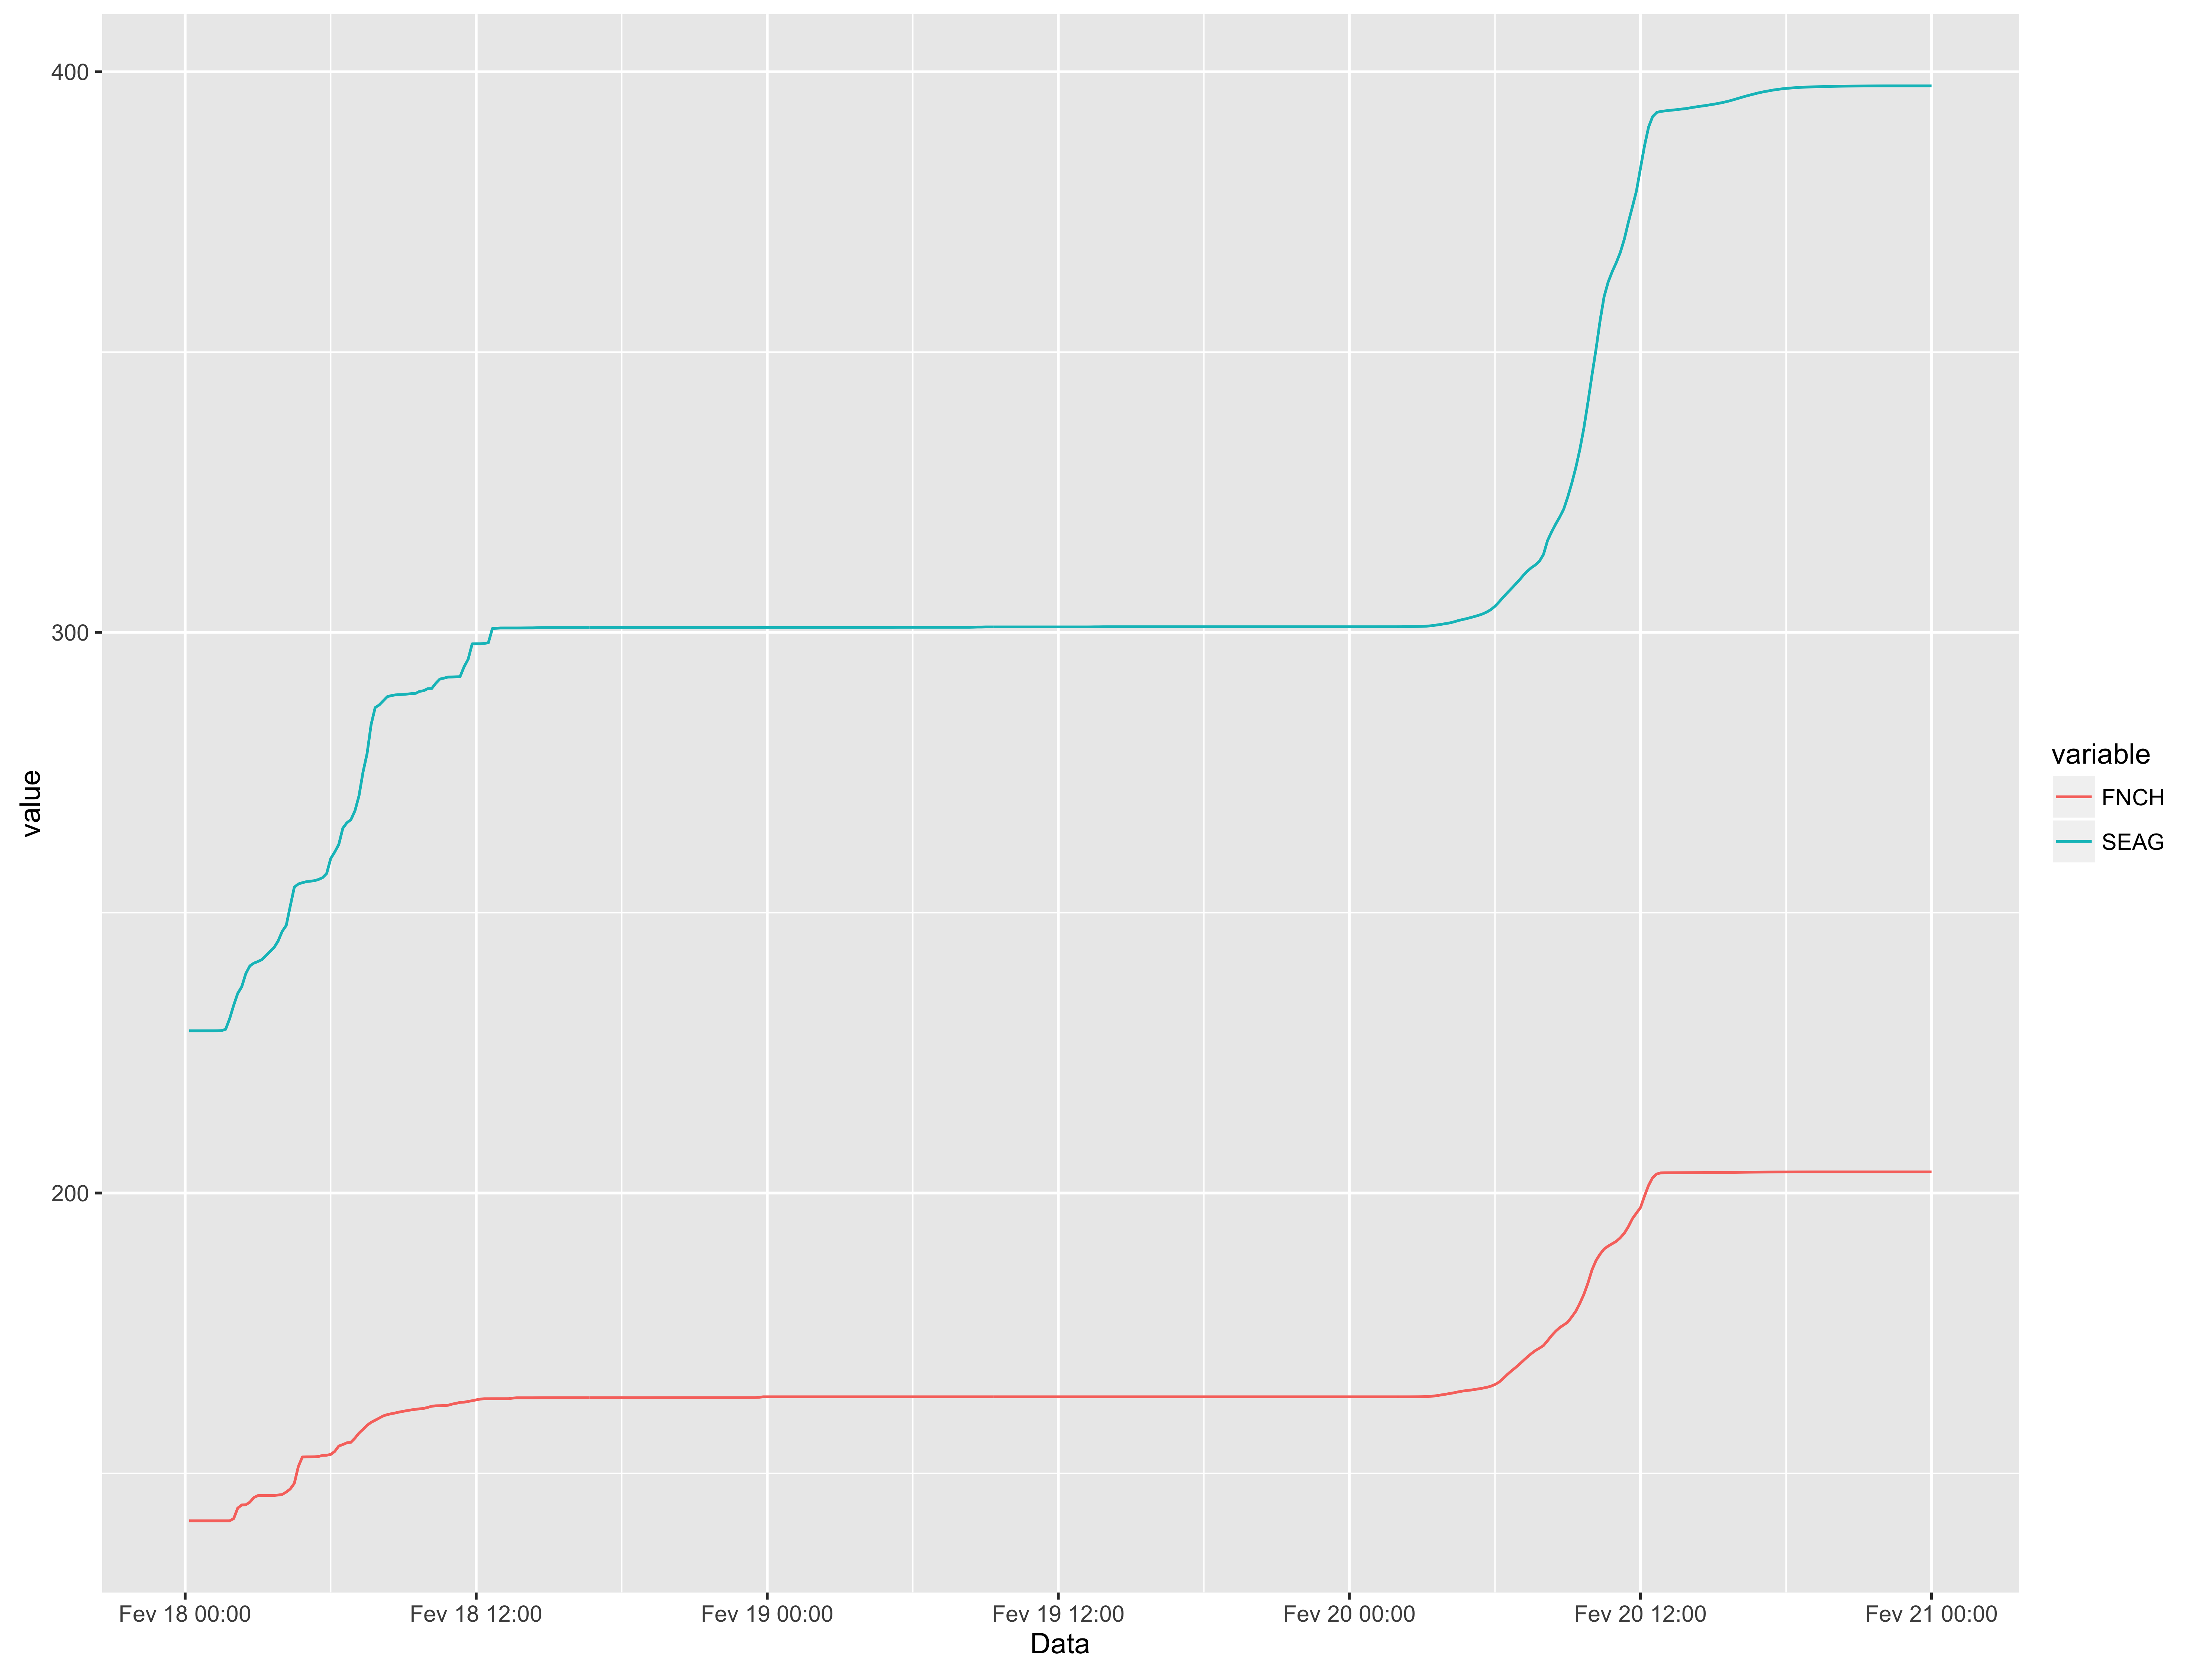 400
300
200
value
Fev 18 00:00
Fev 18 12:00
Fev 19 00:00
Fev 19 12:00
Fev 20 00:00
Fev 20 12:00
Fev 21 00:00
Data
variable
FNCH
SEAG